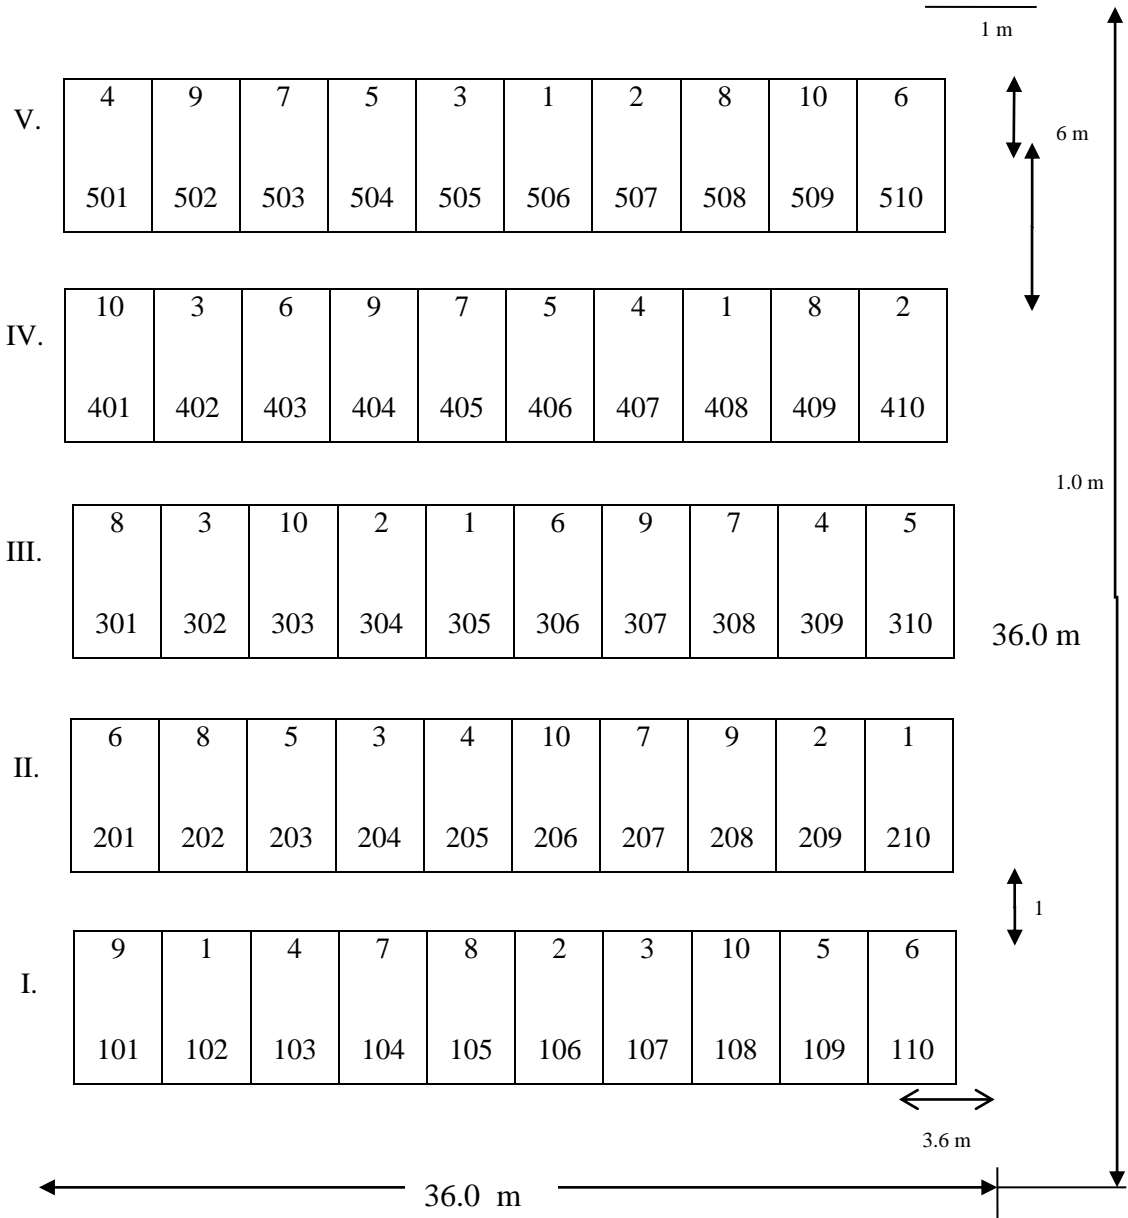 1 m
V.
4 9 7 5 3 1 2 8 10 6
6 m
501 502 503 504 505 506 507 508 509 510
IV.
10 3 6 9 7 5 4 1 8 2
401 402 403 404 405 406 407 408 409 410
1.0 m
III.
8 3 10 2 1 6 9 7 4 5
301 302 303 304 305 306 307 308 309 310
36.0 m
II.
6 8 5 3 4 10 7 9 2 1
201 202 203 204 205 206 207 208 209 210
1
I.
9 1 4 7 8 2 3 10 5 6
101 102 103 104 105 106 107 108 109 110
3.6 m
36.0 m